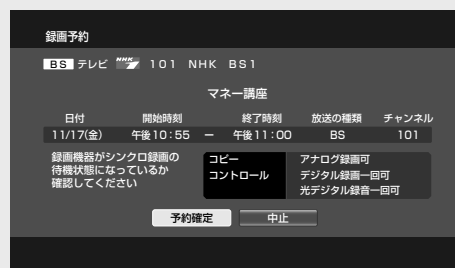 録画予約
BS テレビ NHK 101 NHK BS1
マネー講座
日付 開始時刻 終了時刻 放送の種類 チャンネル
11/17(金) 午後10:55 － 午後11:00 BS 101
録画機器がシンクロ録画の
待機状態になっているか
確認してください
コピー
コントロール
アナログ録画可
デジタル録画一回可
光デジタル録音一回可
予約確定 中止